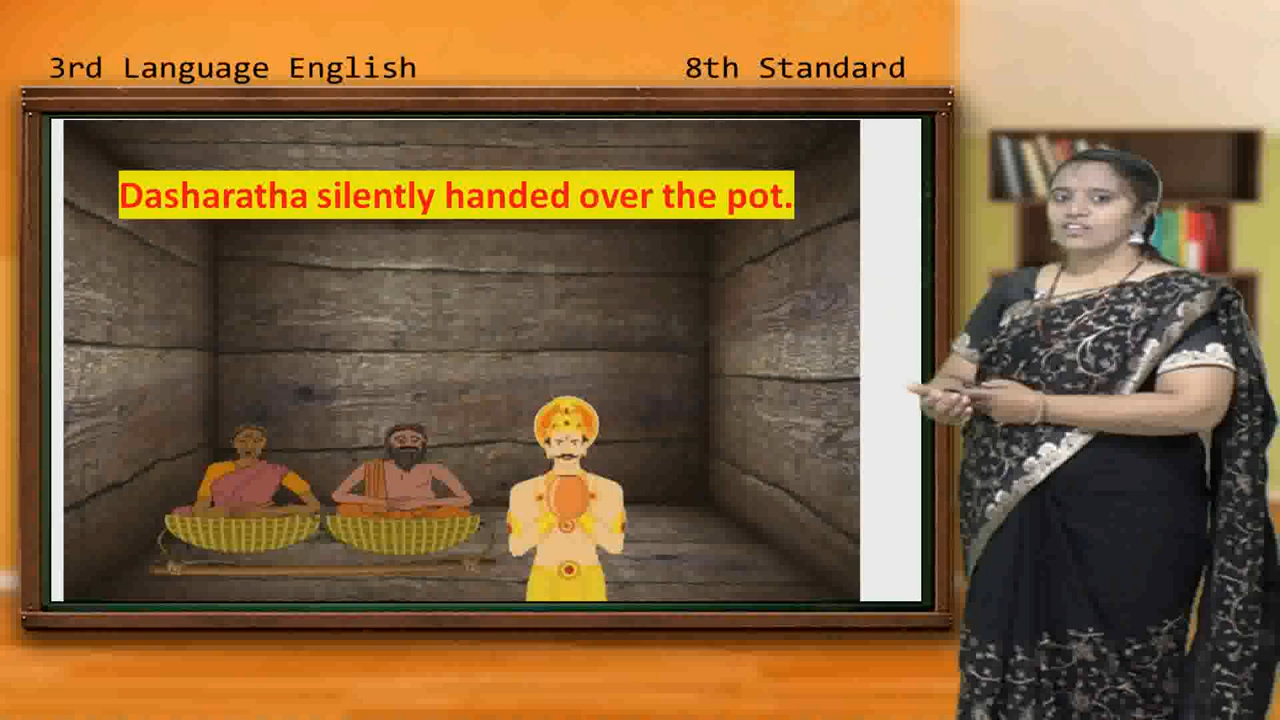 3rd Language English 8th Standard
Dasharatha silently handed over the pot.